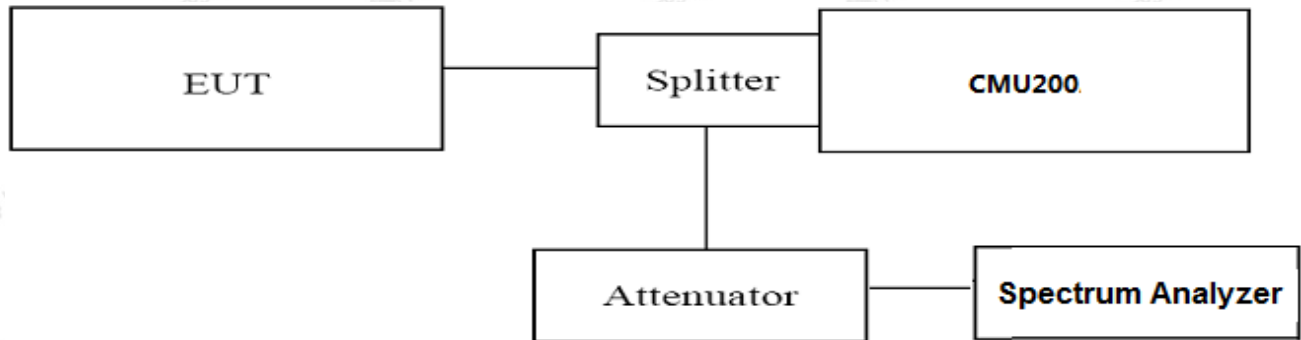 EUT
Splitter
CMU200
Attenuator
Spectrum Analyzer